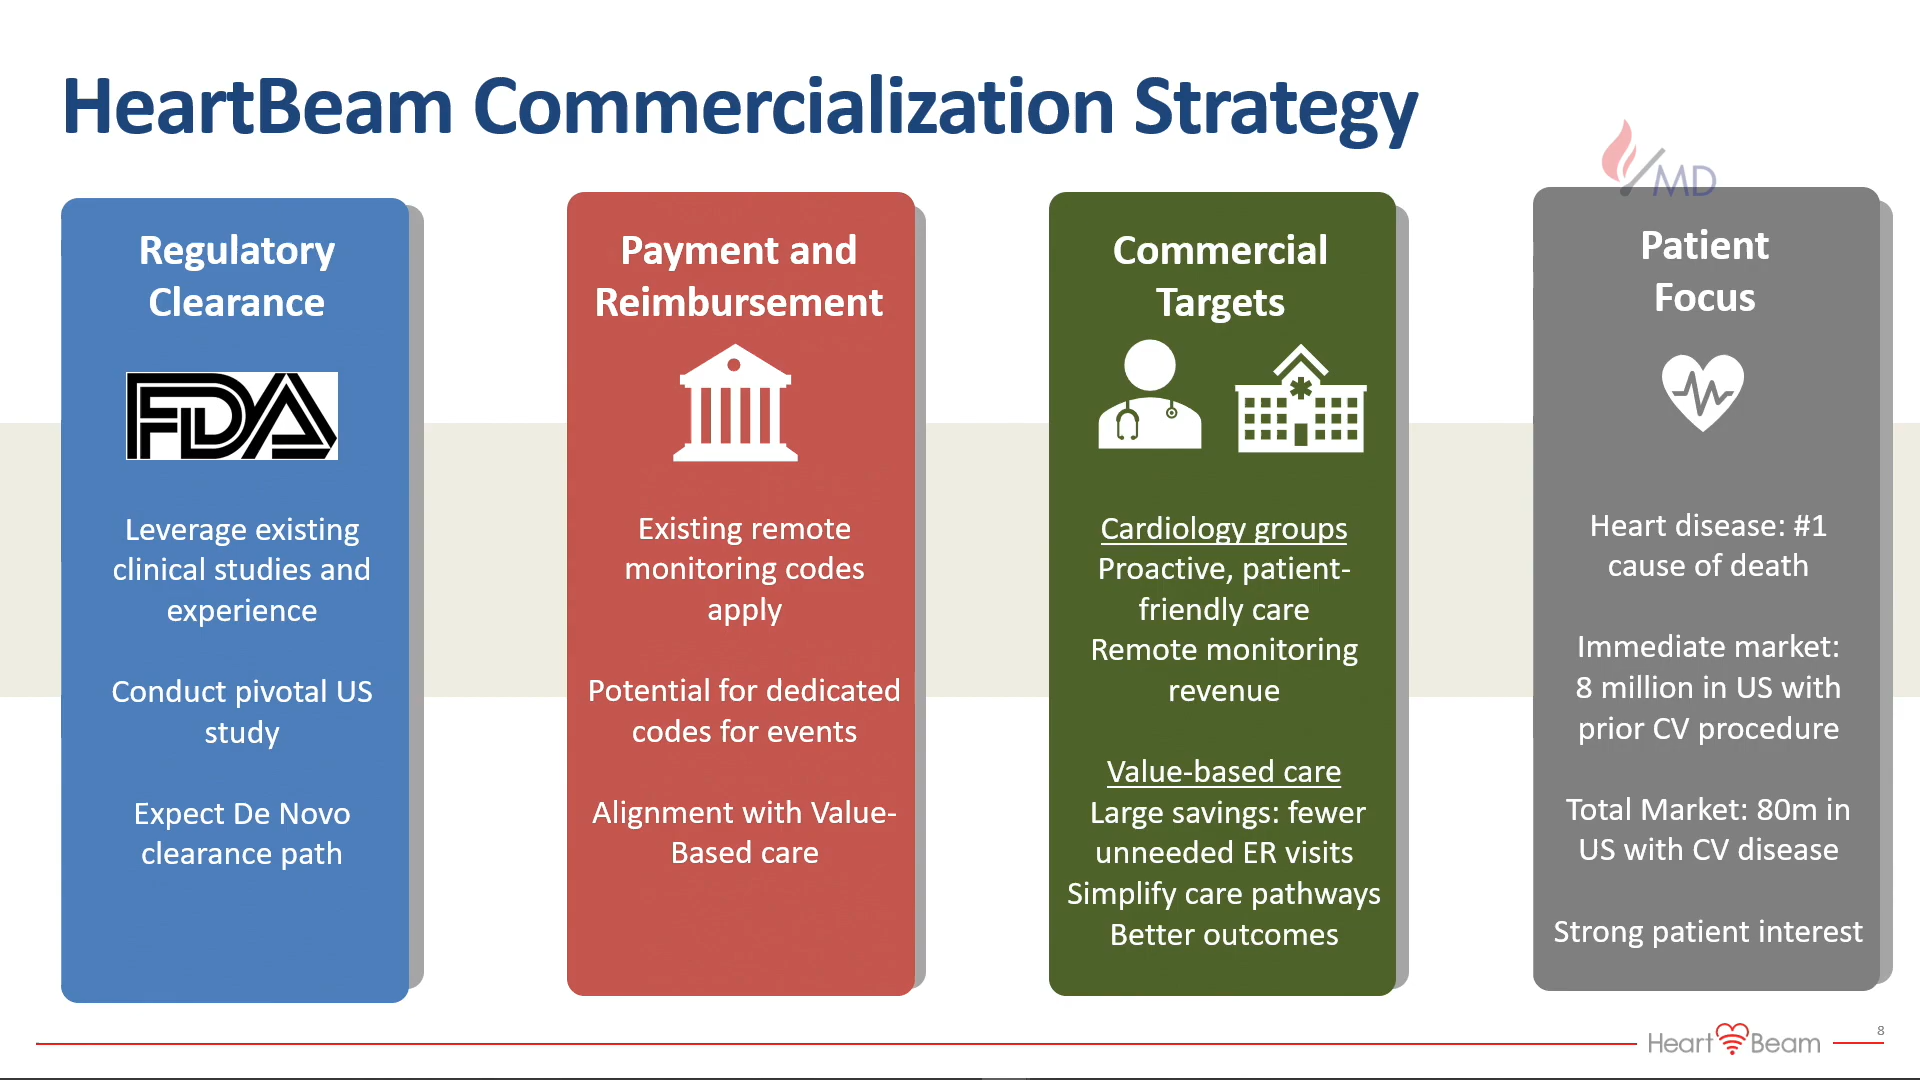 HeartBeam Commercialization Strategy
MD
Regulatory
Clearance
FDA
Leverage existing
clinical studies and
experience
Conduct pivotal US
study
Expect De Novo
clearance path
Payment and
Reimbursement
Existing remote
monitoring codes
apply
Potential for dedicated
codes for events
Alignment with Value-
Based care
Commercial
Targets
Cardiology groups
Proactive, patient-
friendly care
Remote monitoring
revenue
Value-based care
Large savings: fewer
unneeded ER visits
Simplify care pathways
Better outcomes
Patient
Focus
Heart disease: #1
cause of death
Immediate market:
8 million in US with
prior CV procedure
Total Market: 80m in
US with CV disease
Strong patient interest
Heart Beam
8